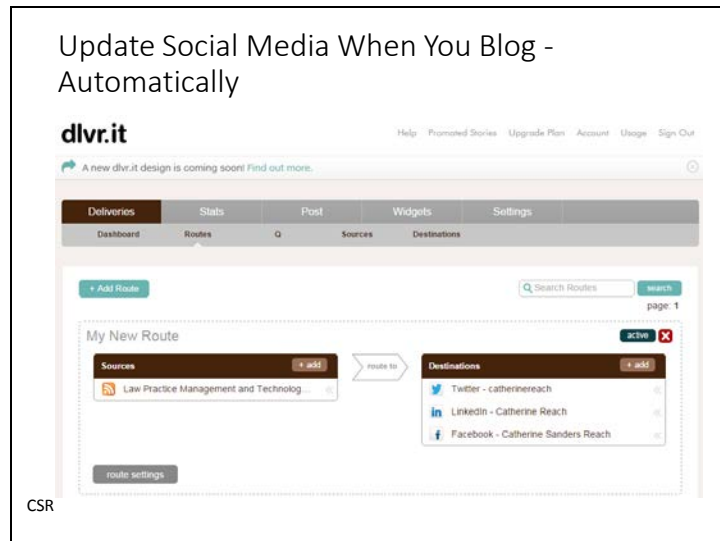 Update Social Media When You Blog -
Automatically
dlvr.it
Help Promoted Stories Upgrade Plan Account Usage Sign Out
A new dlvr.it design is coming soon! Find out more.
Deliveries Stats Post Widgets Settings
Dashboard Routes Q Sources Destinations
+ Add Route Search Routes search
page: 1
My New Route active
Sources + add route to Destinations + add
Law Practice Management and Technolog... Twitter - catherinereach
LinkedIn - Catherine Reach
Facebook - Catherine Sanders Reach
route settings
CSR